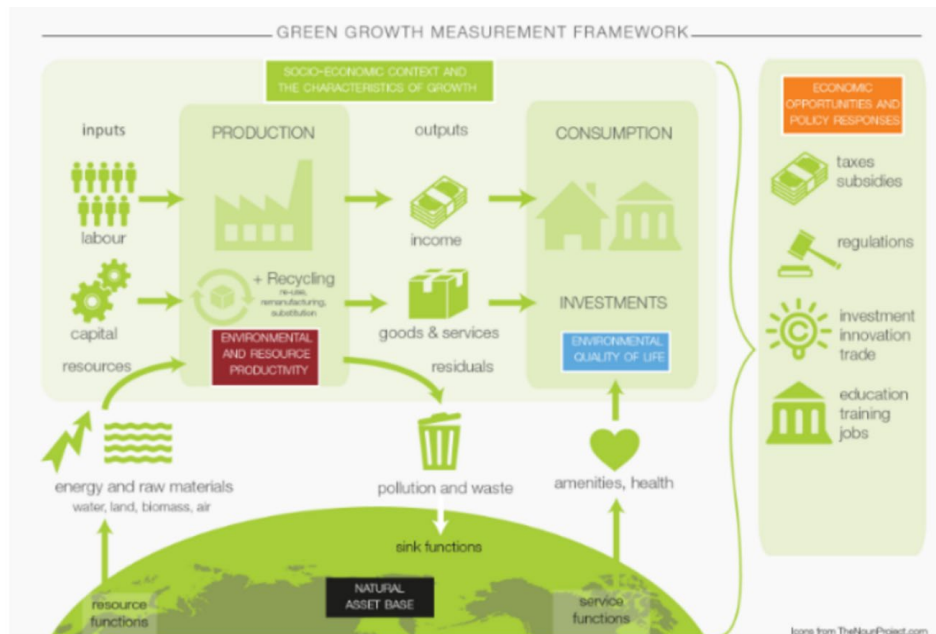 GREEN GROWTH MEASUREMENT FRAMEWORK
SOCIO-ECONOMIC CONTEXT AND
THE CHARACTERISTICS OF GROWTH
inputs
PRODUCTION
outputs
CONSUMPTION
labour
income
+ Recycling
re-use,
remanufacturing,
substitution
capital
goods & services
INVESTMENTS
resources
ENVIRONMENTAL
AND RESOURCE
PRODUCTIVITY
residuals
ENVIRONMENTAL
QUALITY OF LIFE
energy and raw materials
water, land, biomass, air
pollution and waste
amenities, health
sink functions
resource
functions
NATURAL
ASSET BASE
service
functions
ECONOMIC
OPPORTUNITIES AND
POLICY RESPONSES
taxes
subsidies
regulations
C
investment
innovation
trade
education
training
jobs
Icons from TheNounProject.com